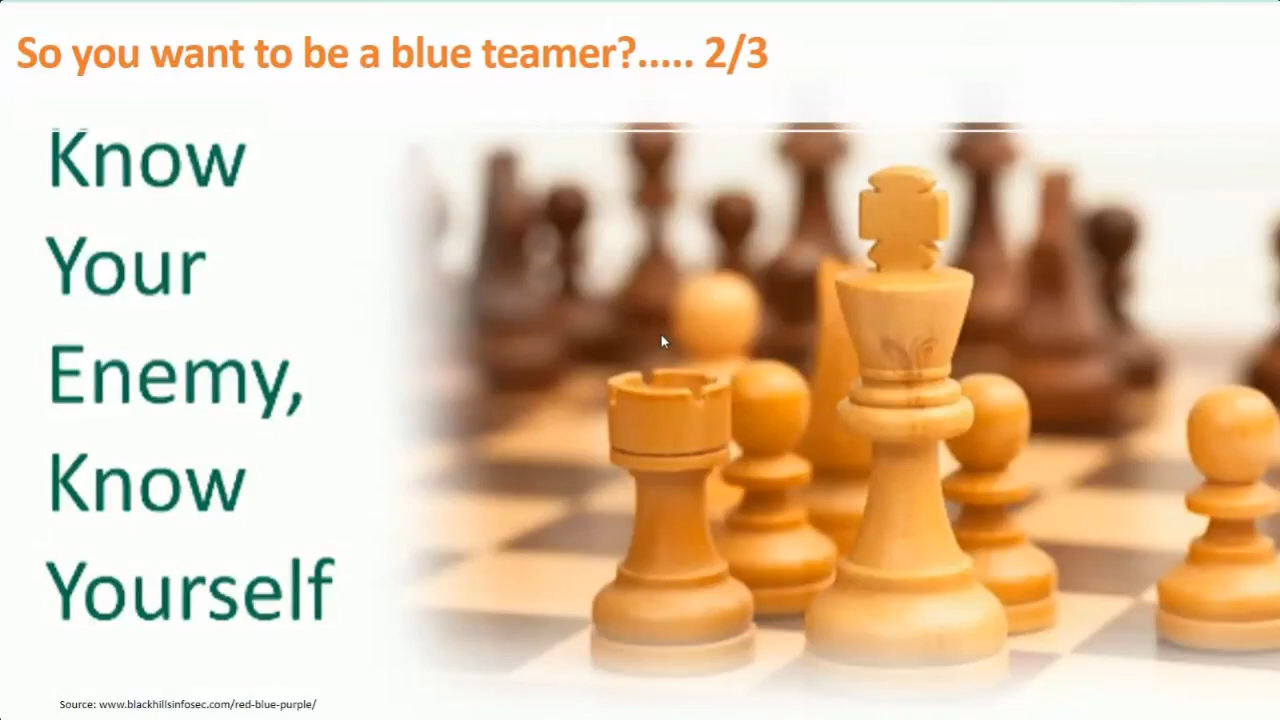 So you want to be a blue teamer?..... 2/3
Know
Your
Enemy,
Know
Yourself
Source: www.blackhillsinfosec.com/red-blue-purple/